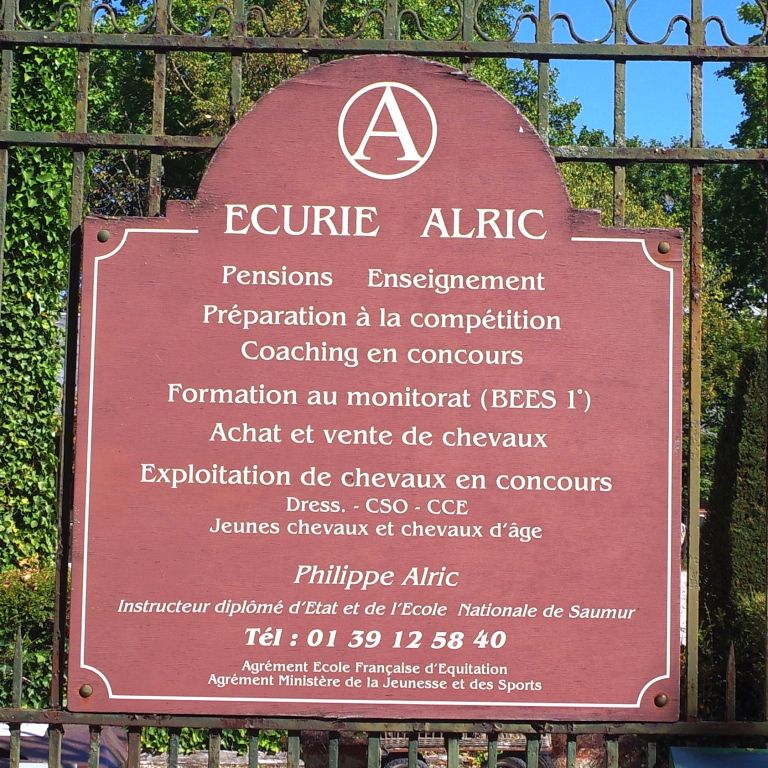 A
ECURIE ALRIC
Pensions Enseignement
Préparation à la compétition
Coaching en concours
Formation au monitorat (BEES 1°)
Achat et vente de chevaux
Exploitation de chevaux en concours
Dress. - CSO - CCE
Jeunes chevaux et chevaux d'âge
Philippe Alric
Instructeur diplômé d'Etat et de l'Ecole Nationale de Saumur
Tél : 01 39 12 58 40
Agrément Ecole Française d'Equitation
Agrément Ministère de la Jeunesse et des Sports